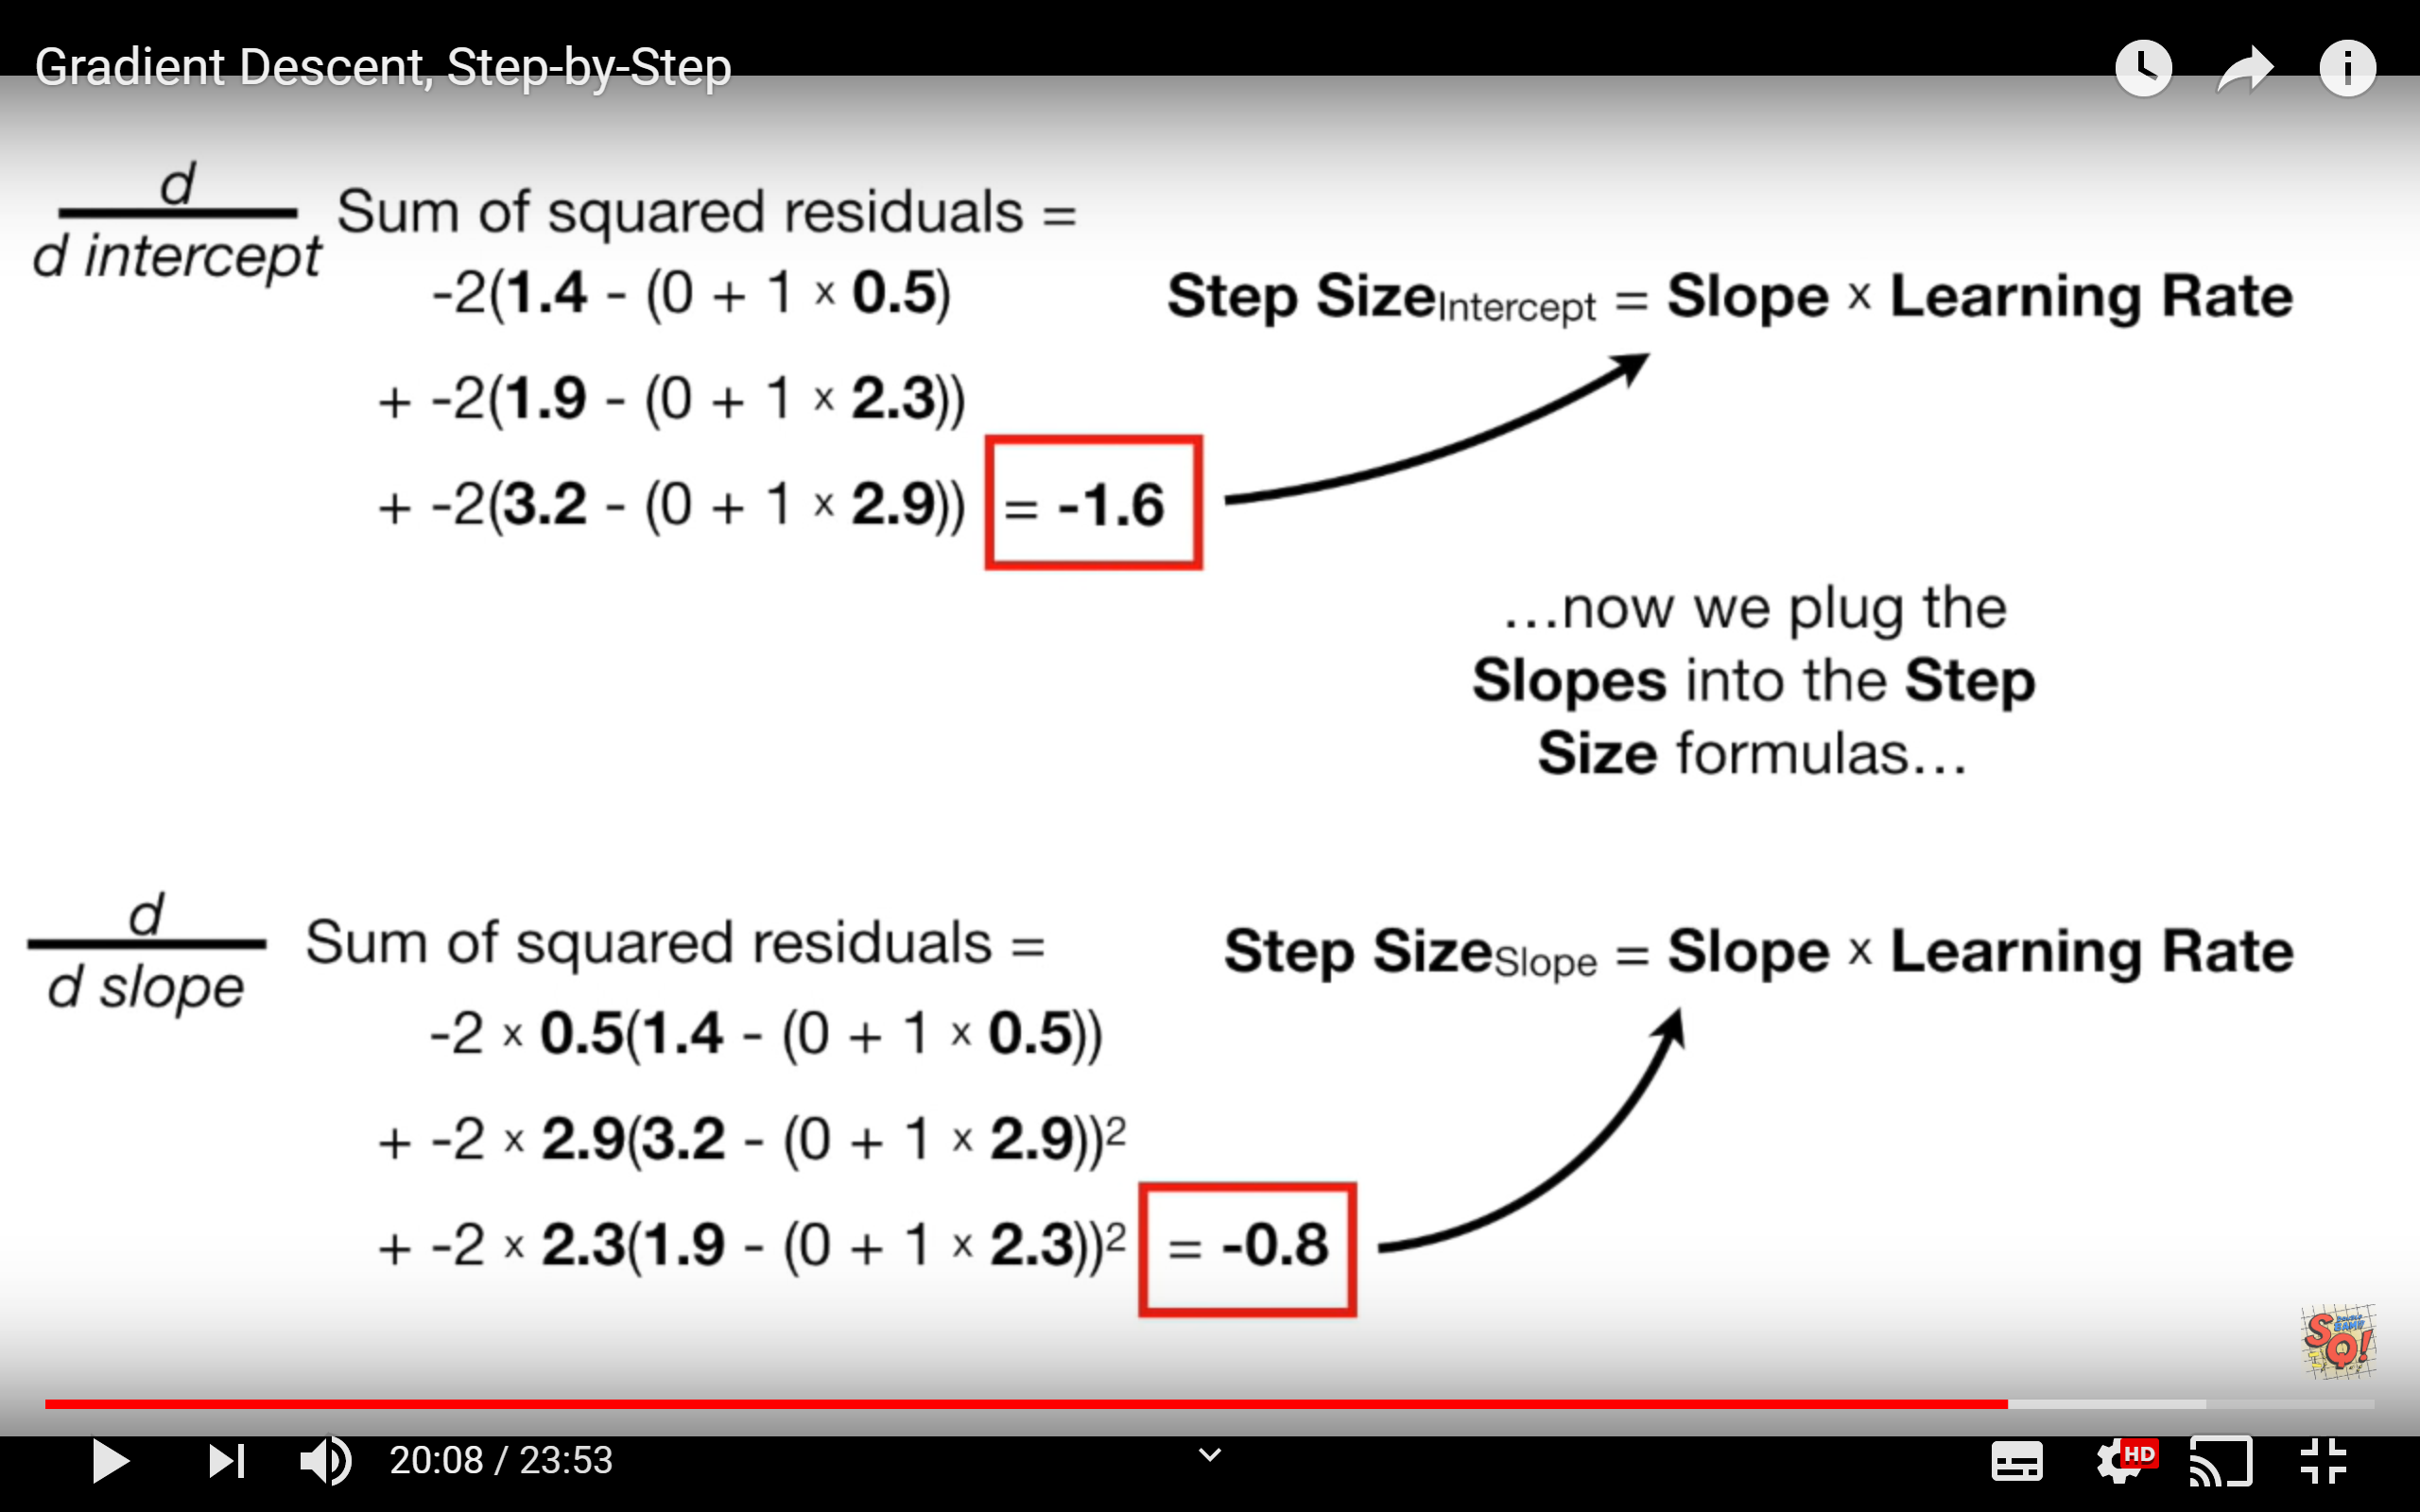 Gradient Descent, Step-by-Step
d
d intercept
Sum of squared residuals =
-2(1.4 - (0 + 1 x 0.5)
+ -2(1.9 - (0 + 1 x 2.3))
+ -2(3.2 - (0 + 1 x 2.9)) = -1.6
Step SizeIntercept = Slope x Learning Rate
...now we plug the
Slopes into the Step
Size formulas...
d
d slope
Sum of squared residuals =
-2 x 0.5(1.4 - (0 + 1 x 0.5))
+ -2 x 2.9(3.2 - (0 + 1 x 2.9))²
+ -2 x 2.3(1.9 - (0 + 1 x 2.3))² = -0.8
Step SizeSlope = Slope x Learning Rate
SQ!
20:08 / 23:53
HD